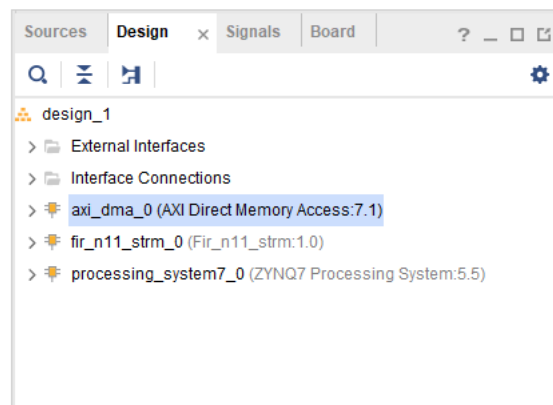 Sources Design × Signals Board ? _
design_1
> External Interfaces
> Interface Connections
> axi_dma_0 (AXI Direct Memory Access:7.1)
> fir_n11_strm_0 (Fir_n11_strm:1.0)
> processing_system7_0 (ZYNQ7 Processing System:5.5)